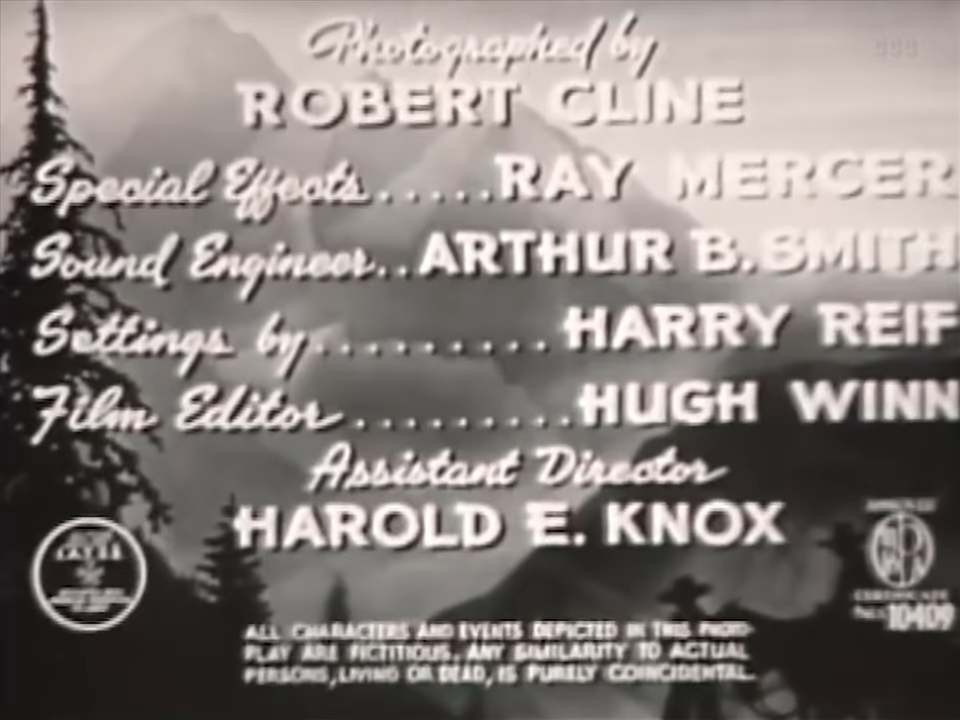 Photographed by
ROBERT CLINE
Special Effects.....RAY MERCER
Sound Engineer..ARTHUR B. SMITH
Settings by..........HARRY REIF
Film Editor..........HUGH WINN
Assistant Director
HAROLD E. KNOX
APPROVED
CERTIFICATE
No. 10409
ALL CHARACTERS AND EVENTS DEPICTED IN THIS PHOTO-
PLAY ARE FICTITIOUS. ANY SIMILARITY TO ACTUAL
PERSONS, LIVING OR DEAD, IS PURELY COINCIDENTAL.